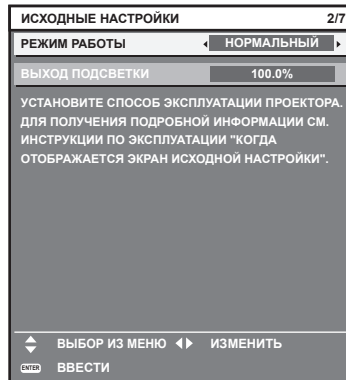 ИСХОДНЫЕ НАСТРОЙКИ 2/7
РЕЖИМ РАБОТЫ НОРМАЛЬНЫЙ
ВЫХОД ПОДСВЕТКИ 100.0%
УСТАНОВИТЕ СПОСОБ ЭКСПЛУАТАЦИИ ПРОЕКТОРА.
ДЛЯ ПОЛУЧЕНИЯ ПОДРОБНОЙ ИНФОРМАЦИИ СМ.
ИНСТРУКЦИИ ПО ЭКСПЛУАТАЦИИ "КОГДА
ОТОБРАЖАЕТСЯ ЭКРАН ИСХОДНОЙ НАСТРОЙКИ".
ВЫБОР ИЗ МЕНЮ ИЗМЕНИТЬ
ENTER ВВЕСТИ